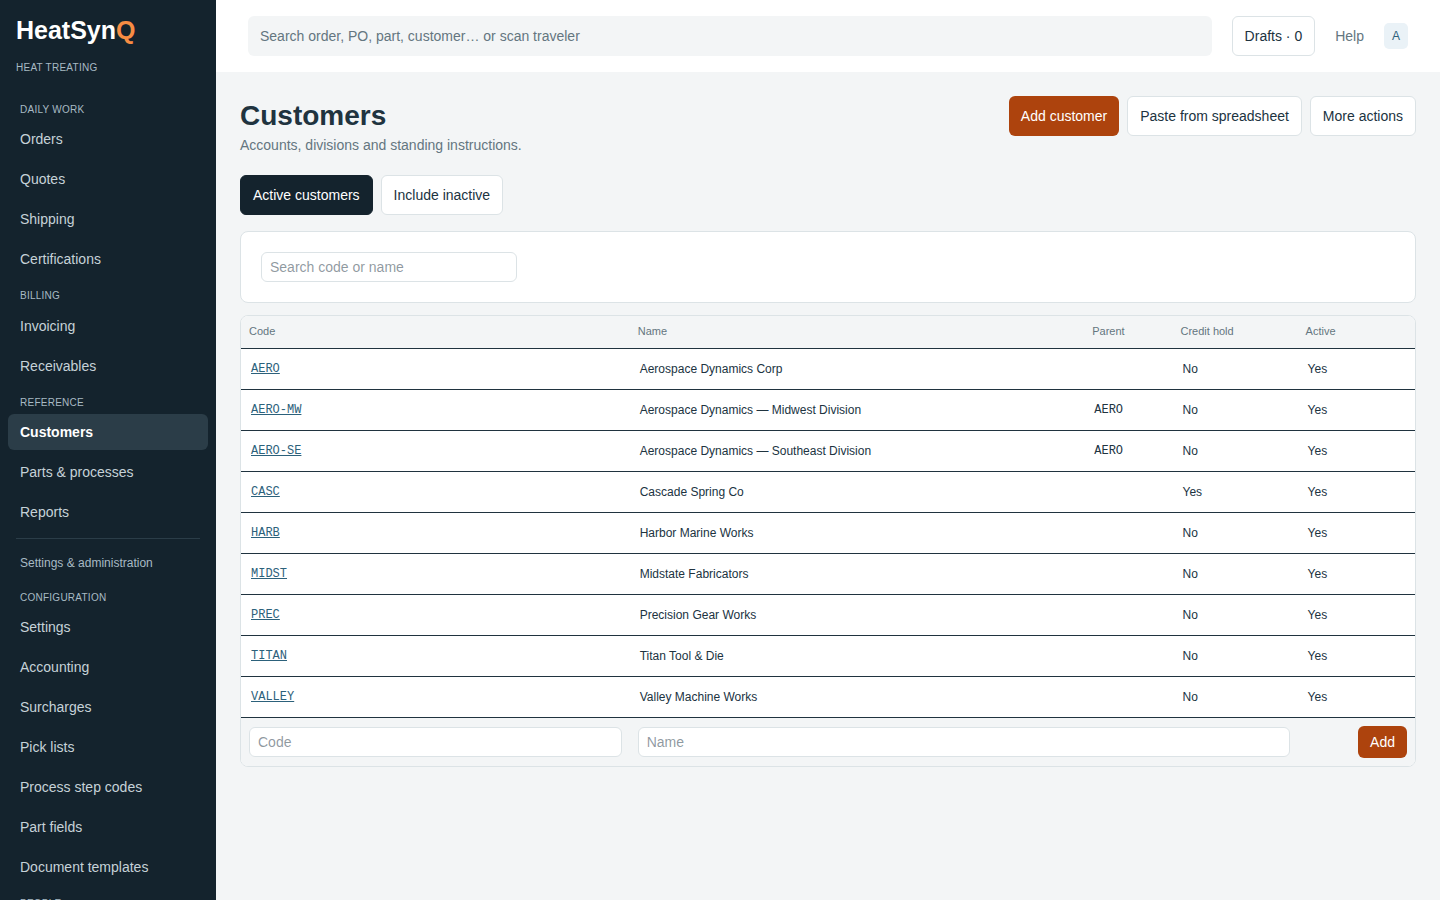 HeatSynQ
HEAT TREATING
DAILY WORK
Orders
Quotes
Shipping
Certifications
BILLING
Invoicing
Receivables
REFERENCE
Customers
Parts & processes
Reports
Settings & administration
CONFIGURATION
Settings
Accounting
Surcharges
Pick lists
Process step codes
Part fields
Document templates
Search order, PO, part, customer… or scan traveler
Drafts · 0
Help
A
Customers
Accounts, divisions and standing instructions.
Add customer
Paste from spreadsheet
More actions
Active customers
Include inactive
Search code or name
Code Name Parent Credit hold Active
AERO Aerospace Dynamics Corp No Yes
AERO-MW Aerospace Dynamics — Midwest Division AERO No Yes
AERO-SE Aerospace Dynamics — Southeast Division AERO No Yes
CASC Cascade Spring Co Yes Yes
HARB Harbor Marine Works No Yes
MIDST Midstate Fabricators No Yes
PREC Precision Gear Works No Yes
TITAN Titan Tool & Die No Yes
VALLEY Valley Machine Works No Yes
Code Name Add